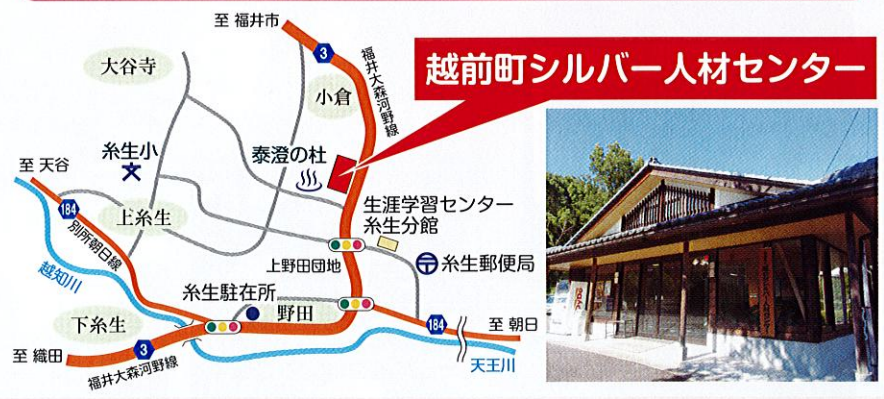 至 福井市
3
福井大森河野線
越前町シルバー人材センター
大谷寺
小倉
糸生小
泰澄の杜
至 天谷
184
別所朝日線
上糸生
生涯学習センター
糸生分館
越知川
上野田団地
糸生郵便局
糸生駐在所
野田
下糸生
184
至 朝日
至 織田
3
福井大森河野線
天王川